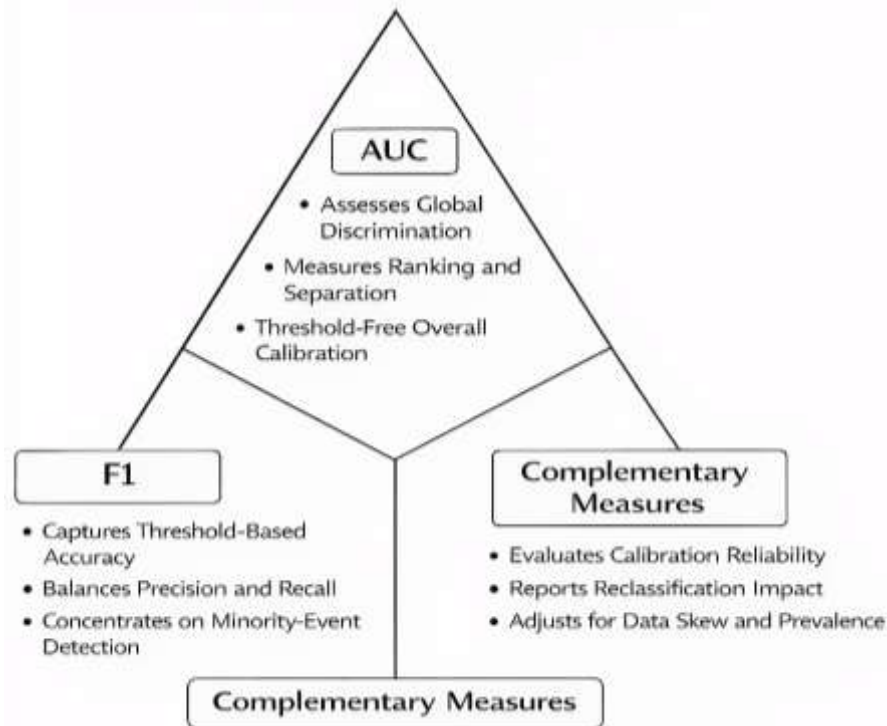 AUC
• Assesses Global
Discrimination
• Measures Ranking and
Separation
• Threshold-Free Overall
Calibration
F1
• Captures Threshold-Based
Accuracy
• Balances Precision and Recall
• Concentrates on Minority-Event
Detection
Complementary
Measures
• Evaluates Calibration Reliability
• Reports Reclassification Impact
• Adjusts for Data Skew and Prevalence
Complementary Measures